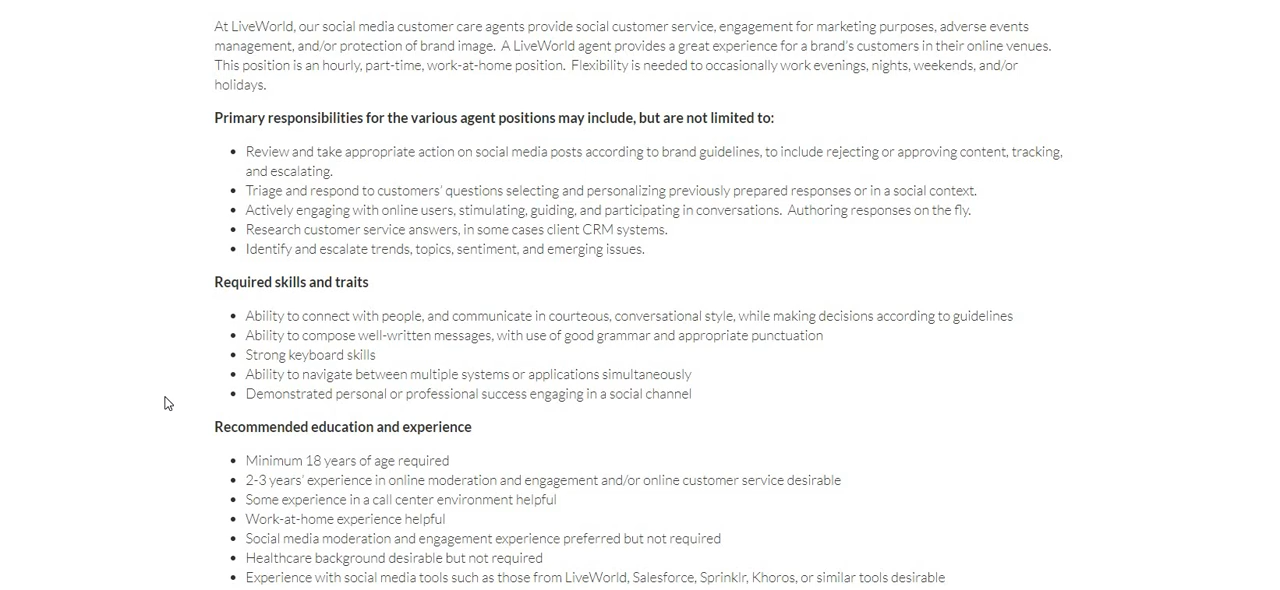 At LiveWorld, our social media customer care agents provide social customer service, engagement for marketing purposes, adverse events
management, and/or protection of brand image.  A LiveWorld agent provides a great experience for a brand's customers in their online venues.
This position is an hourly, part-time, work-at-home position.  Flexibility is needed to occasionally work evenings, nights, weekends, and/or
holidays.
Primary responsibilities for the various agent positions may include, but are not limited to:
• Review and take appropriate action on social media posts according to brand guidelines, to include rejecting or approving content, tracking,
and escalating.
• Triage and respond to customers' questions selecting and personalizing previously prepared responses or in a social context.
• Actively engaging with online users, stimulating, guiding, and participating in conversations.  Authoring responses on the fly.
• Research customer service answers, in some cases client CRM systems.
• Identify and escalate trends, topics, sentiment, and emerging issues.
Required skills and traits
• Ability to connect with people, and communicate in courteous, conversational style, while making decisions according to guidelines
• Ability to compose well-written messages, with use of good grammar and appropriate punctuation
• Strong keyboard skills
• Ability to navigate between multiple systems or applications simultaneously
• Demonstrated personal or professional success engaging in a social channel
Recommended education and experience
• Minimum 18 years of age required
• 2-3 years' experience in online moderation and engagement and/or online customer service desirable
• Some experience in a call center environment helpful
• Work-at-home experience helpful
• Social media moderation and engagement experience preferred but not required
• Healthcare background desirable but not required
• Experience with social media tools such as those from LiveWorld, Salesforce, Sprinklr, Khoros, or similar tools desirable